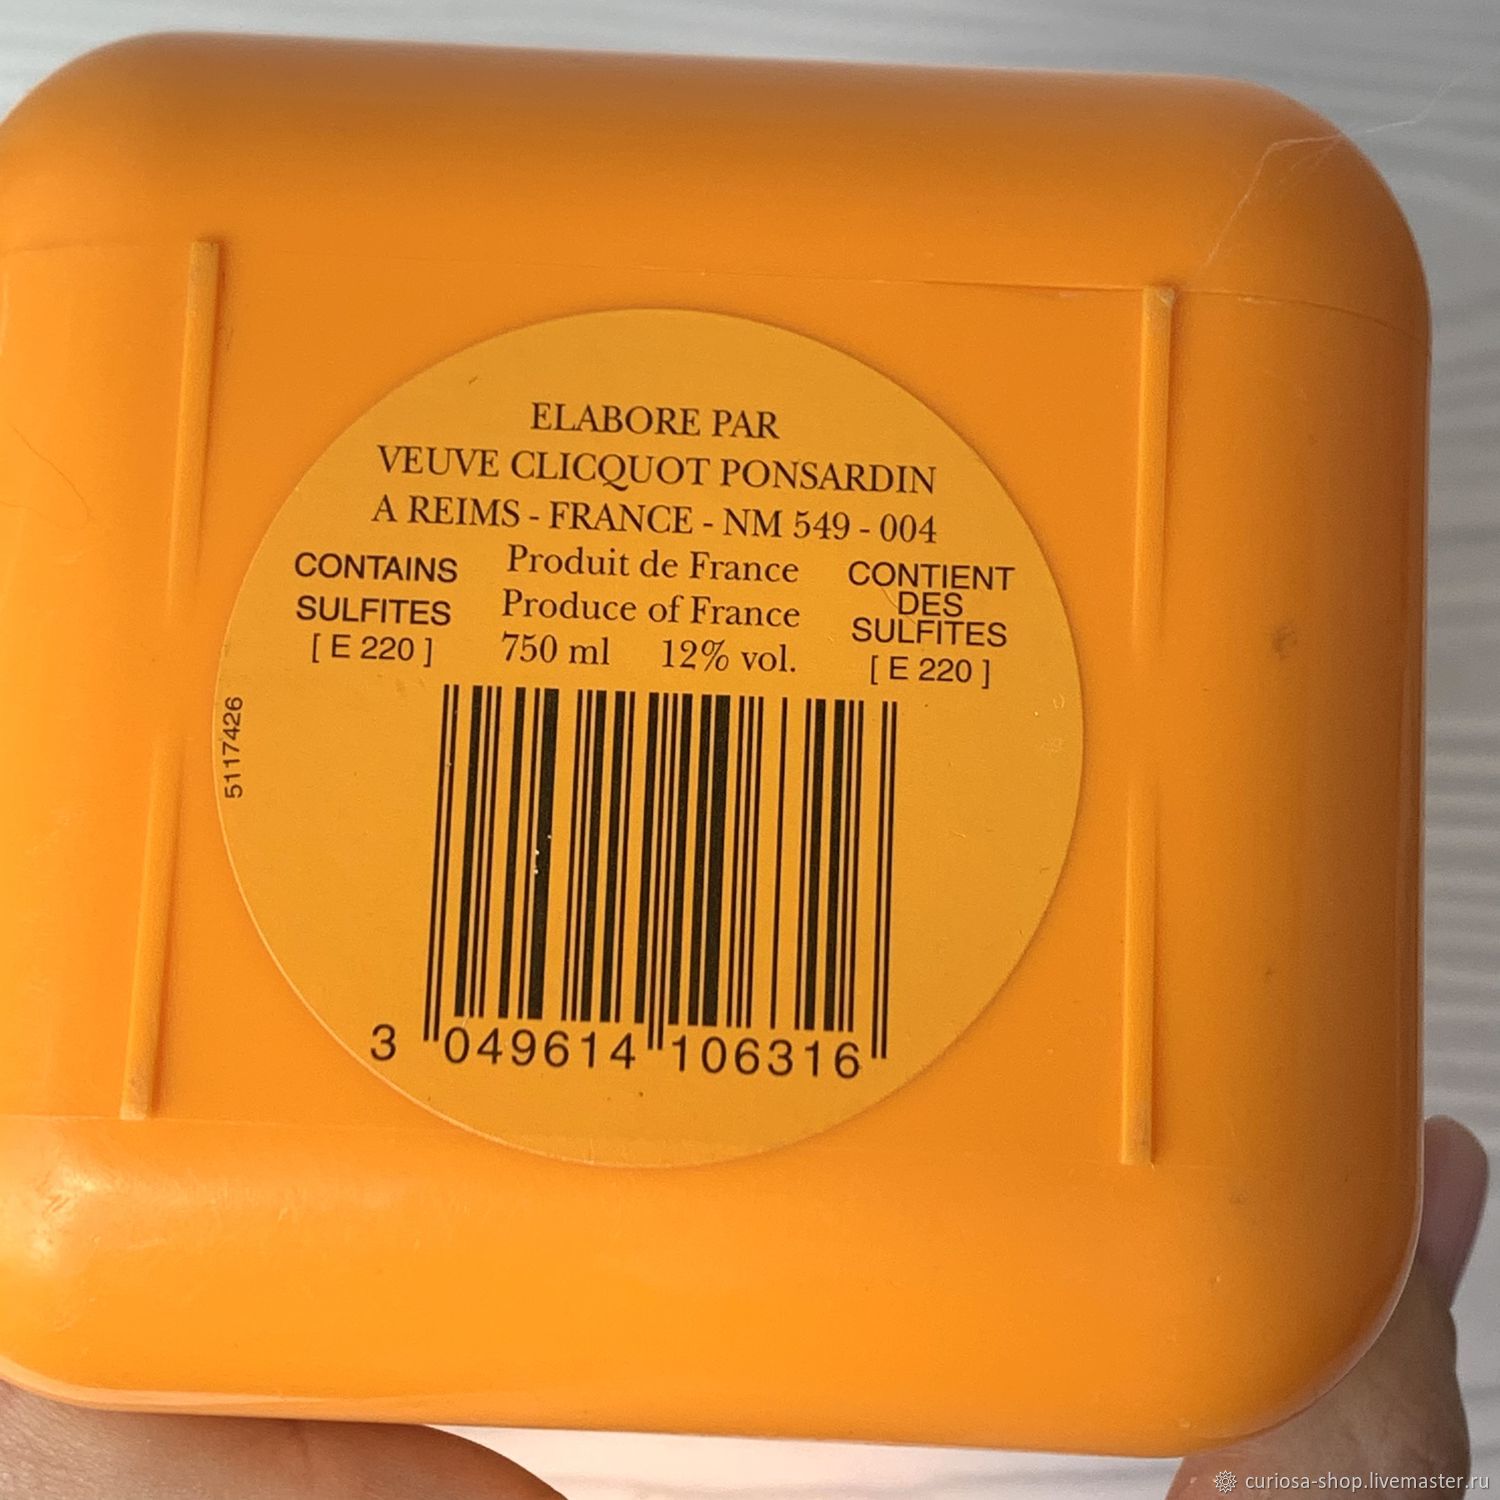 ELABORE PAR
VEUVE CLICQUOT PONSARDIN
A REIMS - FRANCE - NM 549 - 004
CONTAINS
SULFITES
[ E 220 ]
Produit de France
Produce of France
750 ml 12% vol.
CONTIENT
DES
SULFITES
[ E 220 ]
5117426
3 049614 106316
curiosa-shop.livemaster.ru